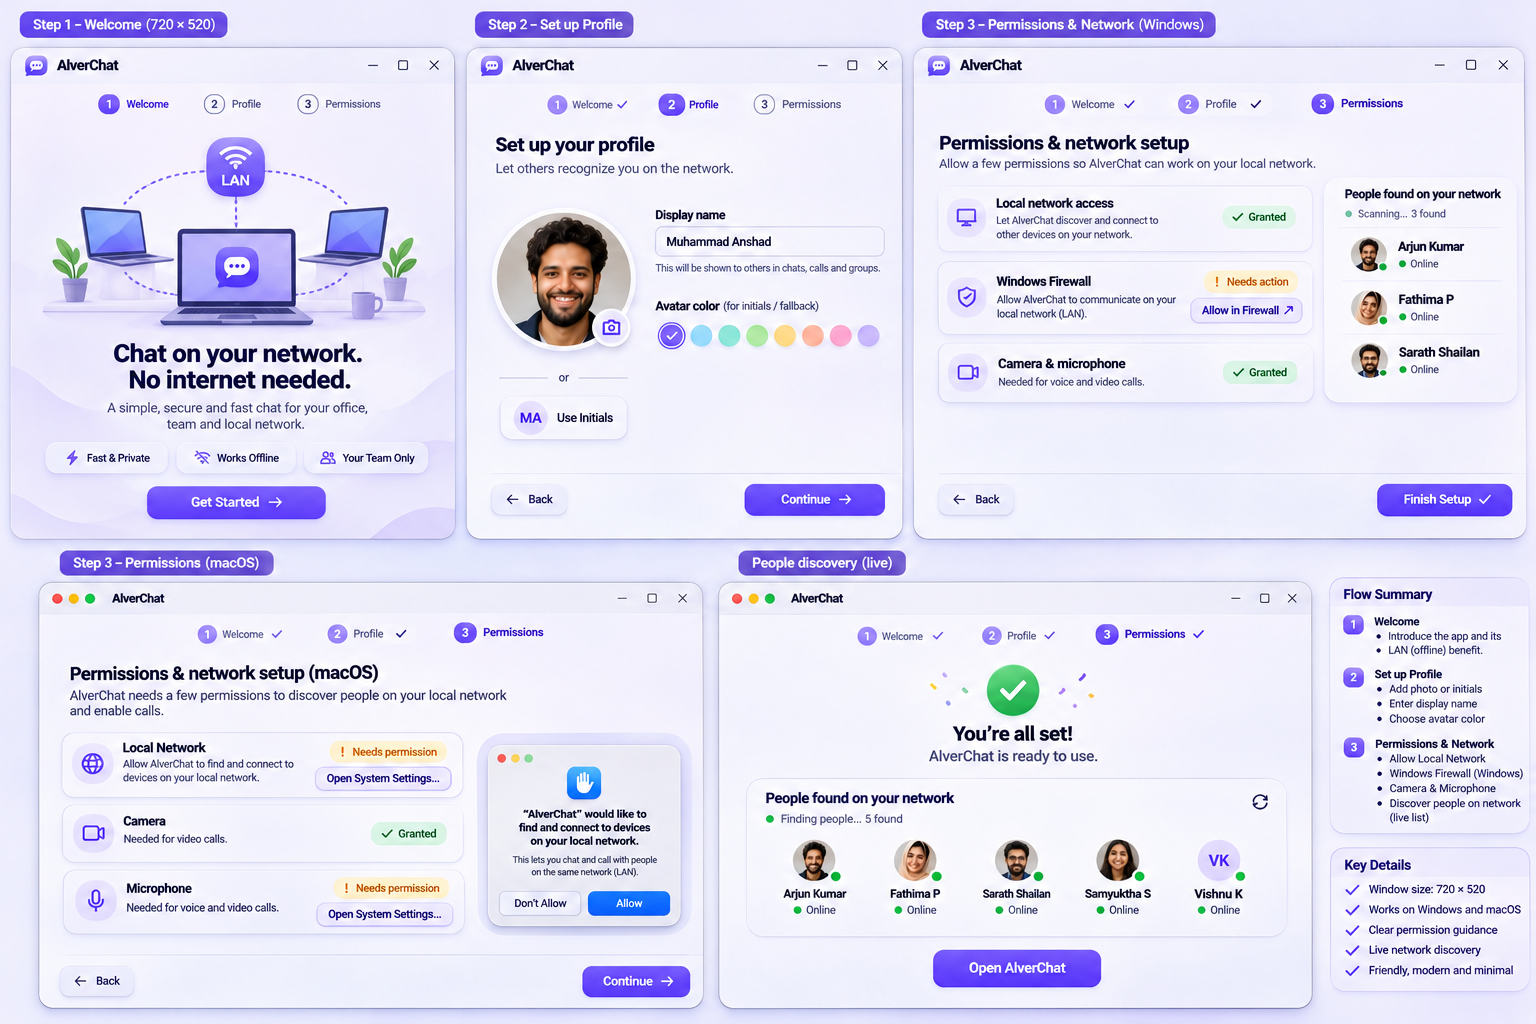 Step 1 – Welcome (720 × 520)
AlverChat
1 Welcome
2 Profile
3 Permissions
LAN
Chat on your network.
No internet needed.
A simple, secure and fast chat for your office,
team and local network.
Fast & Private
Works Offline
Your Team Only
Get Started →
Step 2 – Set up Profile
AlverChat
1 Welcome ✓
2 Profile
3 Permissions
Set up your profile
Let others recognize you on the network.
Display name
Muhammad Anshad
This will be shown to others in chats, calls and groups.
Avatar color (for initials / fallback)
or
MA Use Initials
← Back
Continue →
Step 3 – Permissions & Network (Windows)
AlverChat
1 Welcome ✓
2 Profile ✓
3 Permissions
Permissions & network setup
Allow a few permissions so AlverChat can work on your local network.
Local network access
Let AlverChat discover and connect to
other devices on your network.
✓ Granted
Windows Firewall
Allow AlverChat to communicate on your
local network (LAN).
! Needs action
Allow in Firewall ↗
Camera & microphone
Needed for voice and video calls.
✓ Granted
People found on your network
Scanning... 3 found
Arjun Kumar
Online
Fathima P
Online
Sarath Shailan
Online
← Back
Finish Setup ✓
Step 3 – Permissions (macOS)
AlverChat
1 Welcome ✓
2 Profile ✓
3 Permissions
Permissions & network setup (macOS)
AlverChat needs a few permissions to discover people on your local network
and enable calls.
Local Network
Allow AlverChat to find and connect to
devices on your local network.
! Needs permission
Open System Settings...
Camera
Needed for video calls.
✓ Granted
Microphone
Needed for voice and video calls.
! Needs permission
Open System Settings...
“AlverChat” would like to
find and connect to devices
on your local network.
This lets you chat and call with people
on the same network (LAN).
Don't Allow
Allow
← Back
Continue →
People discovery (live)
AlverChat
1 Welcome ✓
2 Profile ✓
3 Permissions ✓
You’re all set!
AlverChat is ready to use.
People found on your network
Finding people... 5 found
Arjun Kumar
Online
Fathima P
Online
Sarath Shailan
Online
Samyuktha S
Online
VK
Vishnu K
Online
Open AlverChat
Flow Summary
1 Welcome
• Introduce the app and its
• LAN (offline) benefit.
2 Set up Profile
• Add photo or initials
• Enter display name
• Choose avatar color
3 Permissions & Network
• Allow Local Network
• Windows Firewall (Windows)
• Camera & Microphone
• Discover people on network
(live list)
Key Details
✓ Window size: 720 × 520
✓ Works on Windows and macOS
✓ Clear permission guidance
✓ Live network discovery
✓ Friendly, modern and minimal